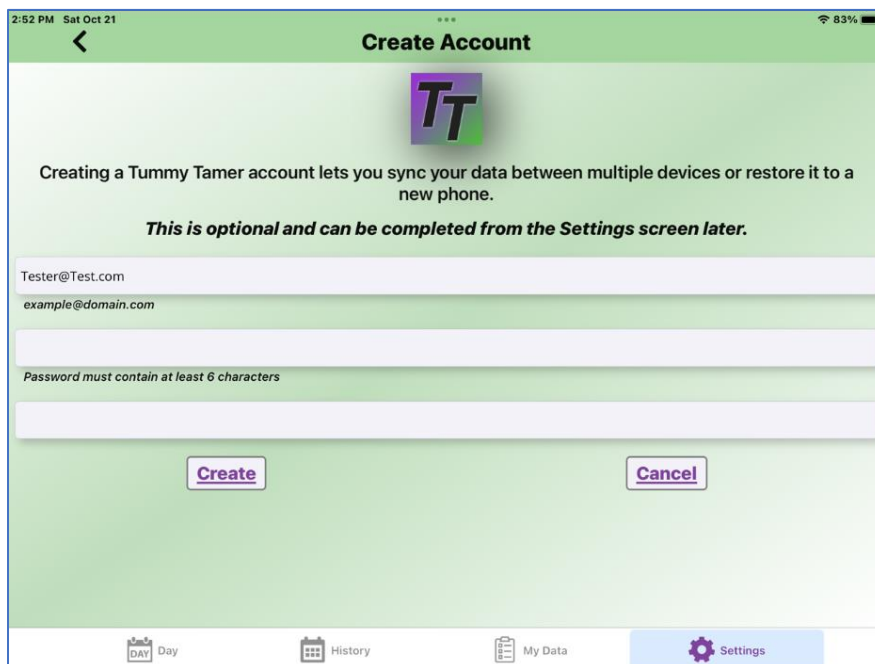 2:52 PM Sat Oct 21
83%
Create Account
TT
Creating a Tummy Tamer account lets you sync your data between multiple devices or restore it to a
new phone.
This is optional and can be completed from the Settings screen later.
Tester@Test.com
example@domain.com
Password must contain at least 6 characters
Create
Cancel
DAY Day
History
My Data
Settings